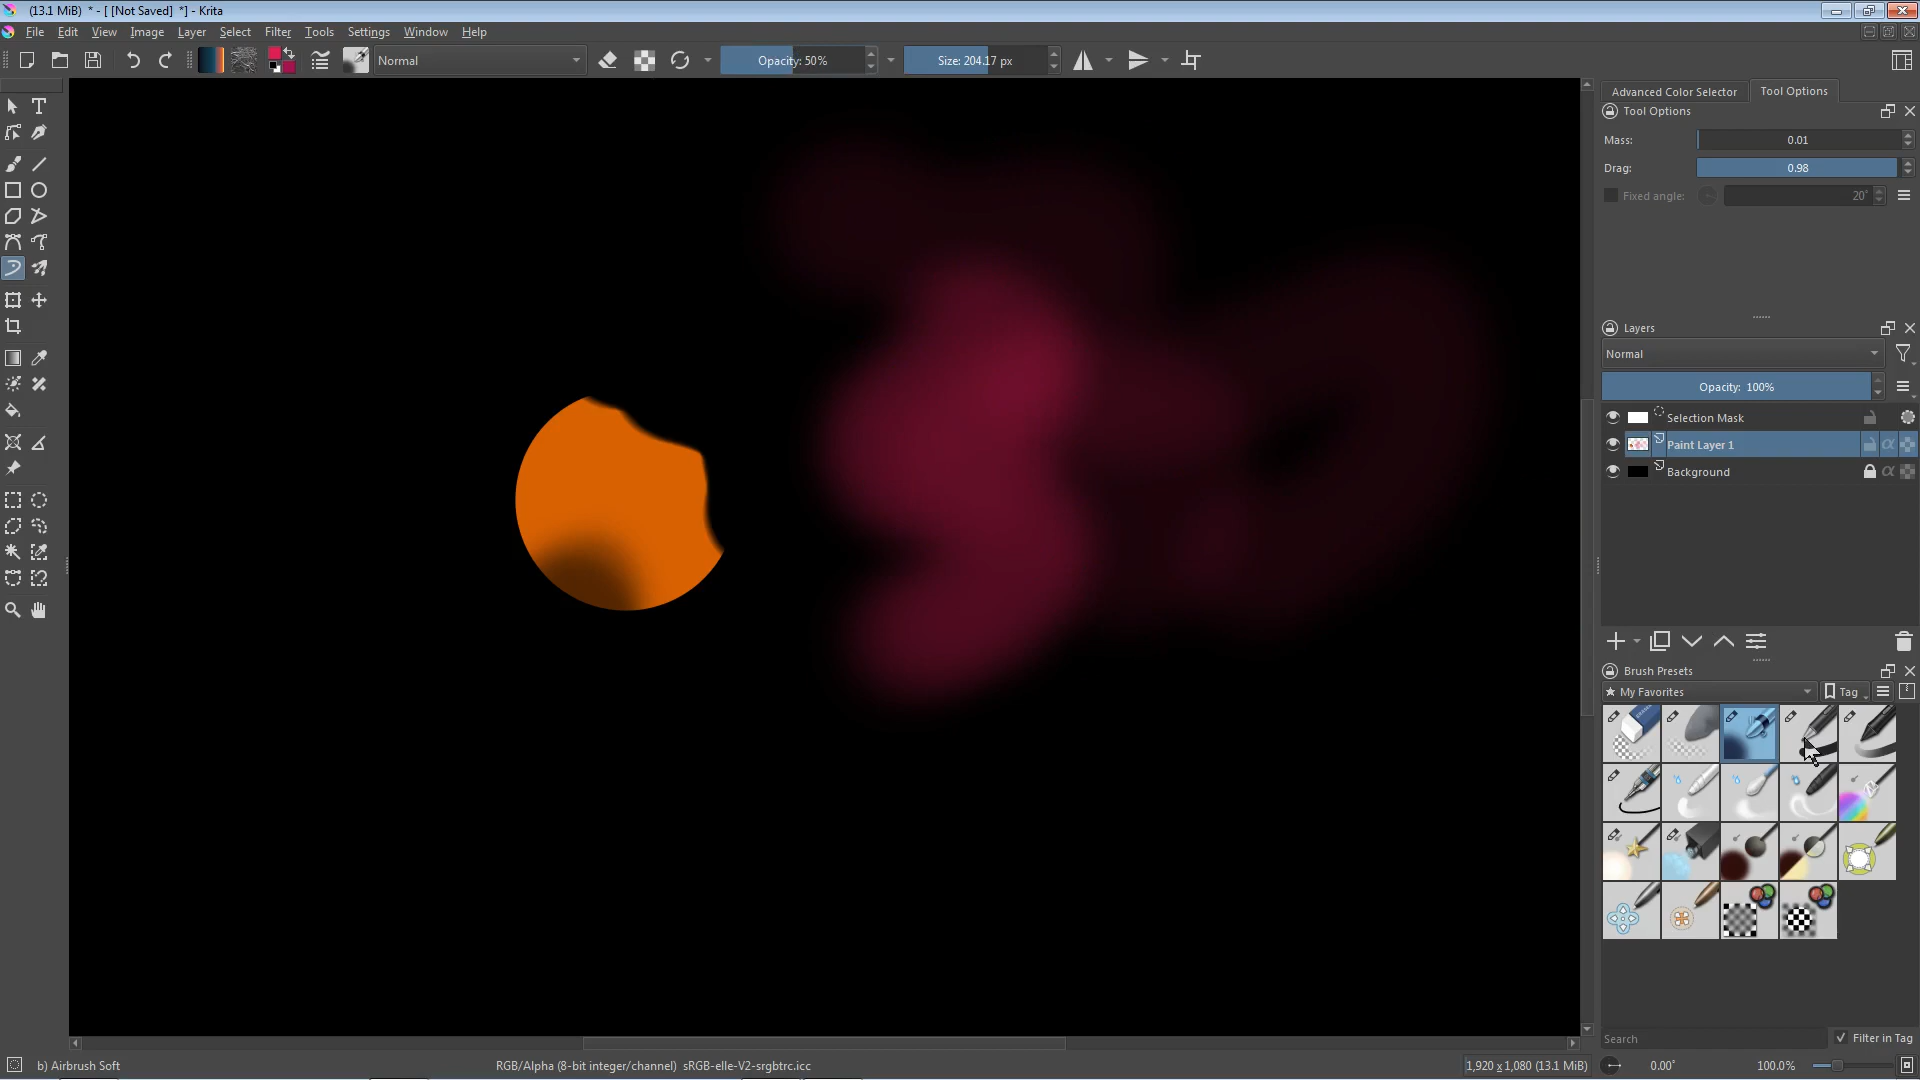 (13.1 MiB)  * - [ [Not Saved]  *] - Krita
File Edit View Image Layer Select Filter Tools Settings Window Help
Normal Opacity: 50% Size: 204.17 px
Advanced Color Selector Tool Options
Tool Options
Mass: 0.01
Drag: 0.98
Fixed angle: 20°
Layers
Normal
Opacity: 100%
Selection Mask
Paint Layer 1
Background
Brush Presets
My Favorites Tag
Search Filter in Tag
b) Airbrush Soft RGB/Alpha (8-bit integer/channel)  sRGB-elle-V2-srgbtrc.icc 1,920 x 1,080 (13.1 MiB) 0.00° 100.0%